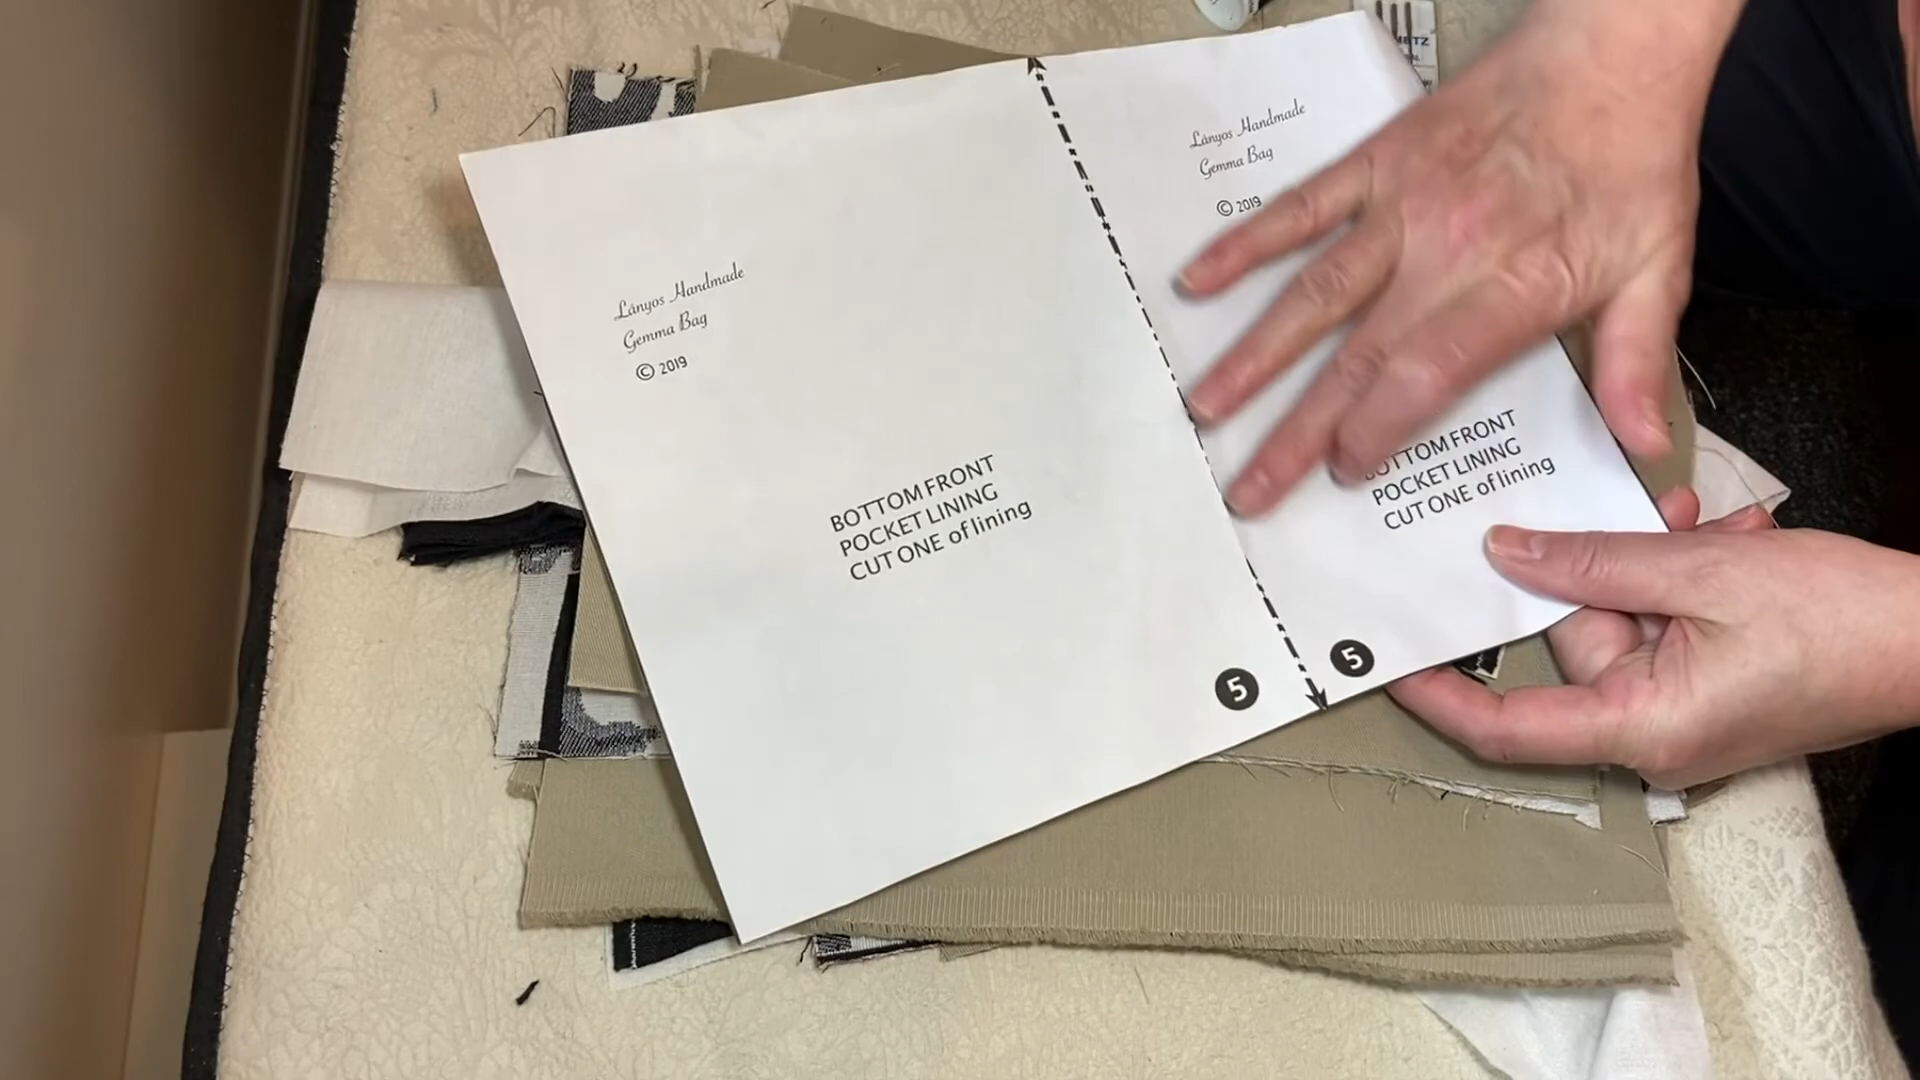 Lányos Handmade
Gemma Bag
© 2019
BOTTOM FRONT
POCKET LINING
CUT ONE of lining
5
Lányos Handmade
Gemma Bag
© 2019
BOTTOM FRONT
POCKET LINING
CUT ONE of lining
5